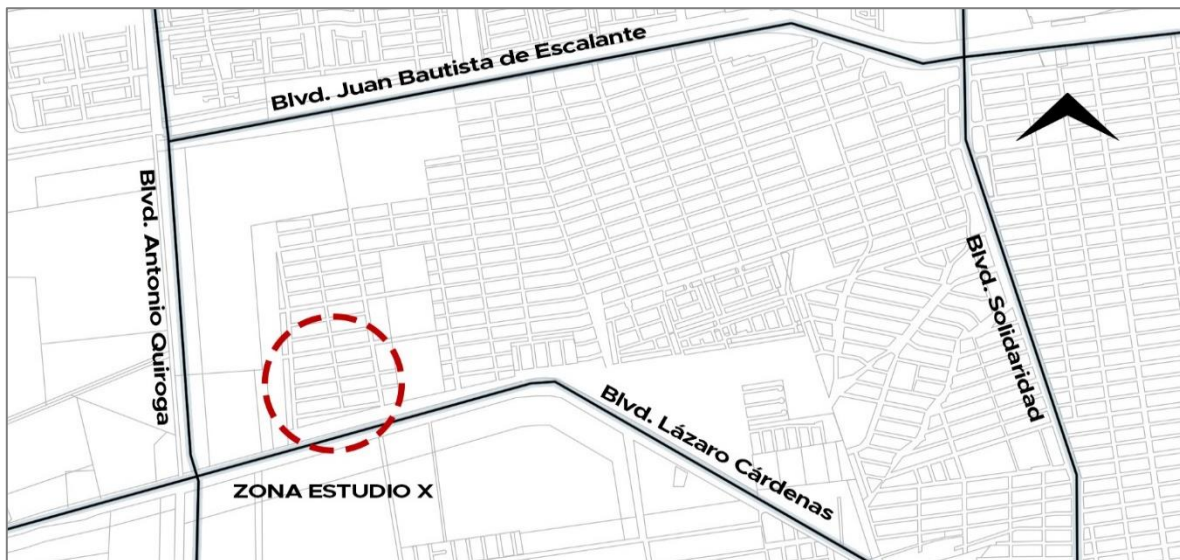 Blvd. Juan Bautista de Escalante
Blvd. Antonio Quiroga
Blvd. Solidaridad
Blvd. Lázaro Cárdenas
ZONA ESTUDIO X